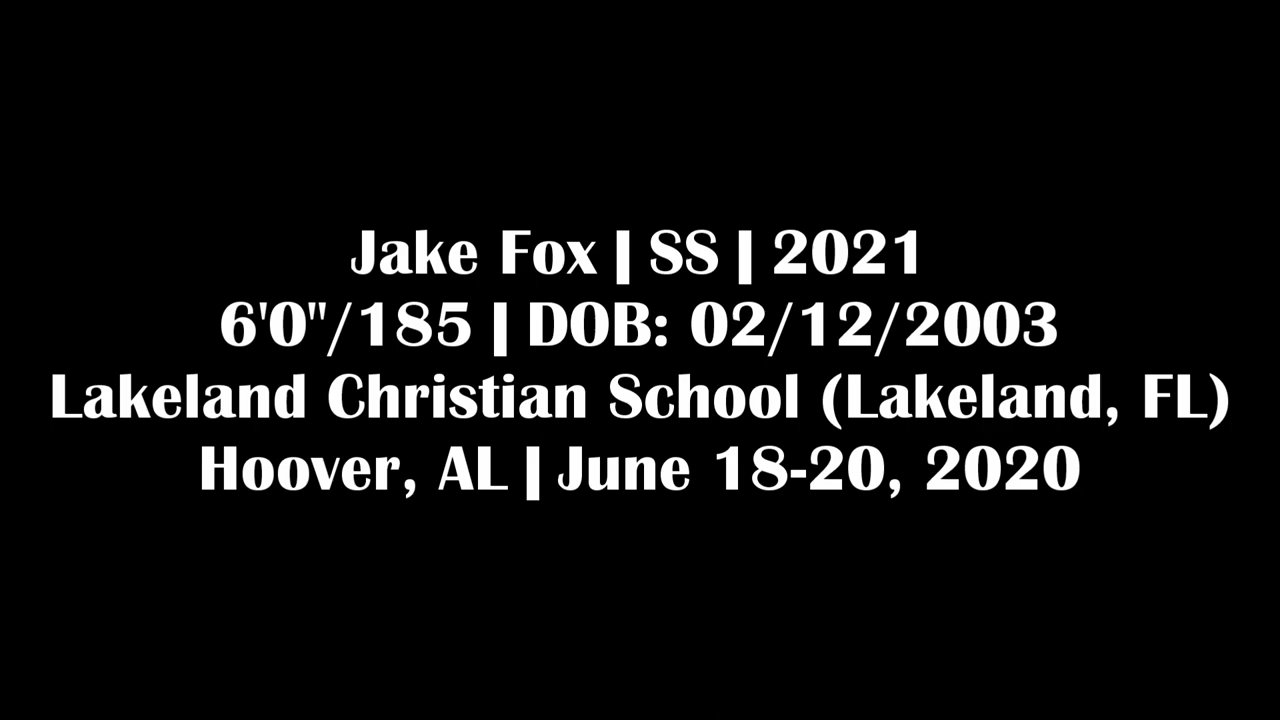 Jake Fox | SS | 2021
6'0"/185 | DOB: 02/12/2003
Lakeland Christian School (Lakeland, FL)
Hoover, AL | June 18-20, 2020